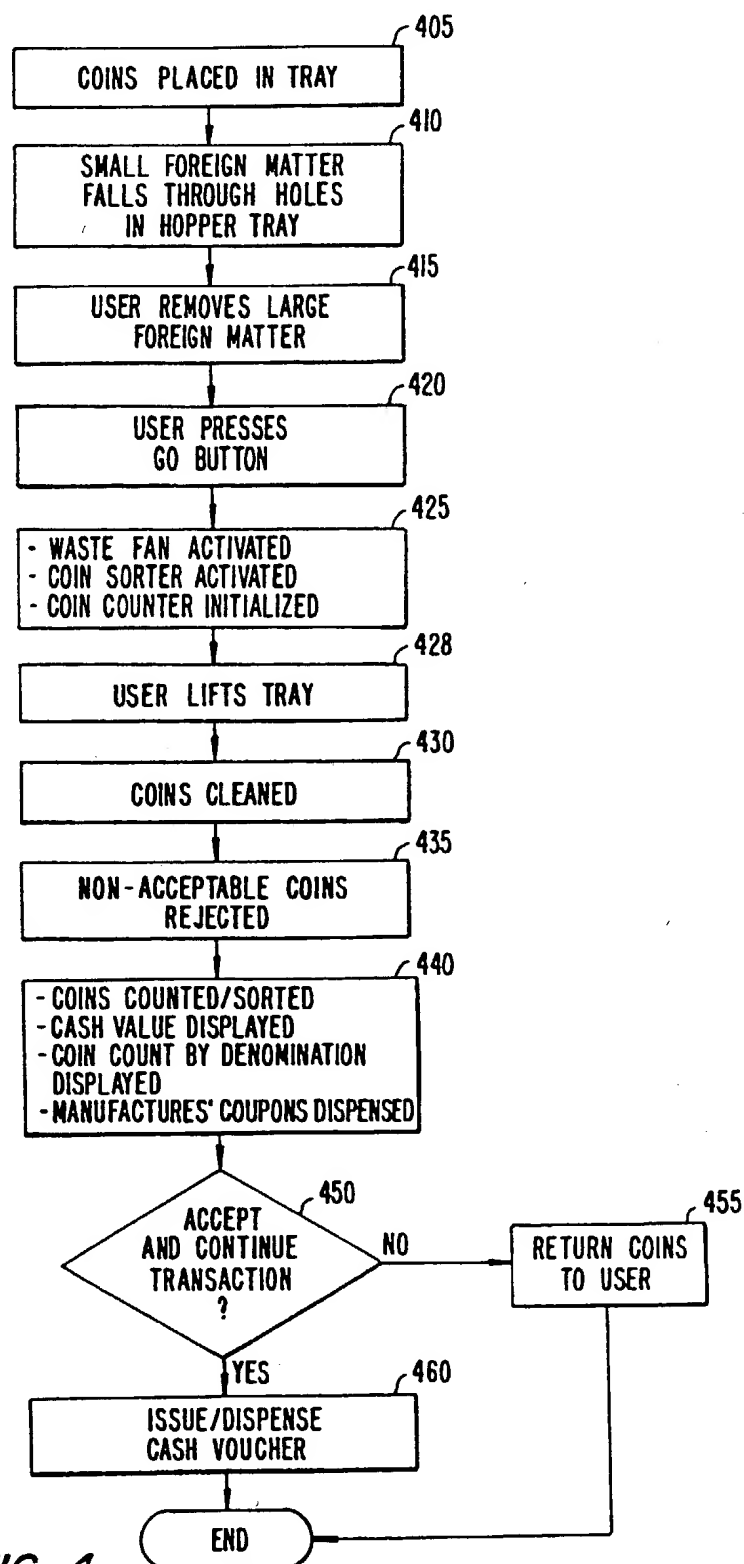 405
COINS PLACED IN TRAY
410
SMALL FOREIGN MATTER
FALLS THROUGH HOLES
IN HOPPER TRAY
415
USER REMOVES LARGE
FOREIGN MATTER
420
USER PRESSES
GO BUTTON
425
- WASTE FAN ACTIVATED
- COIN SORTER ACTIVATED
- COIN COUNTER INITIALIZED
428
USER LIFTS TRAY
430
COINS CLEANED
435
NON-ACCEPTABLE COINS
REJECTED
440
- COINS COUNTED/SORTED
- CASH VALUE DISPLAYED
- COIN COUNT BY DENOMINATION
DISPLAYED
- MANUFACTURES' COUPONS DISPENSED
450
ACCEPT
AND CONTINUE
TRANSACTION
?
NO
455
RETURN COINS
TO USER
YES
460
ISSUE/DISPENSE
CASH VOUCHER
END